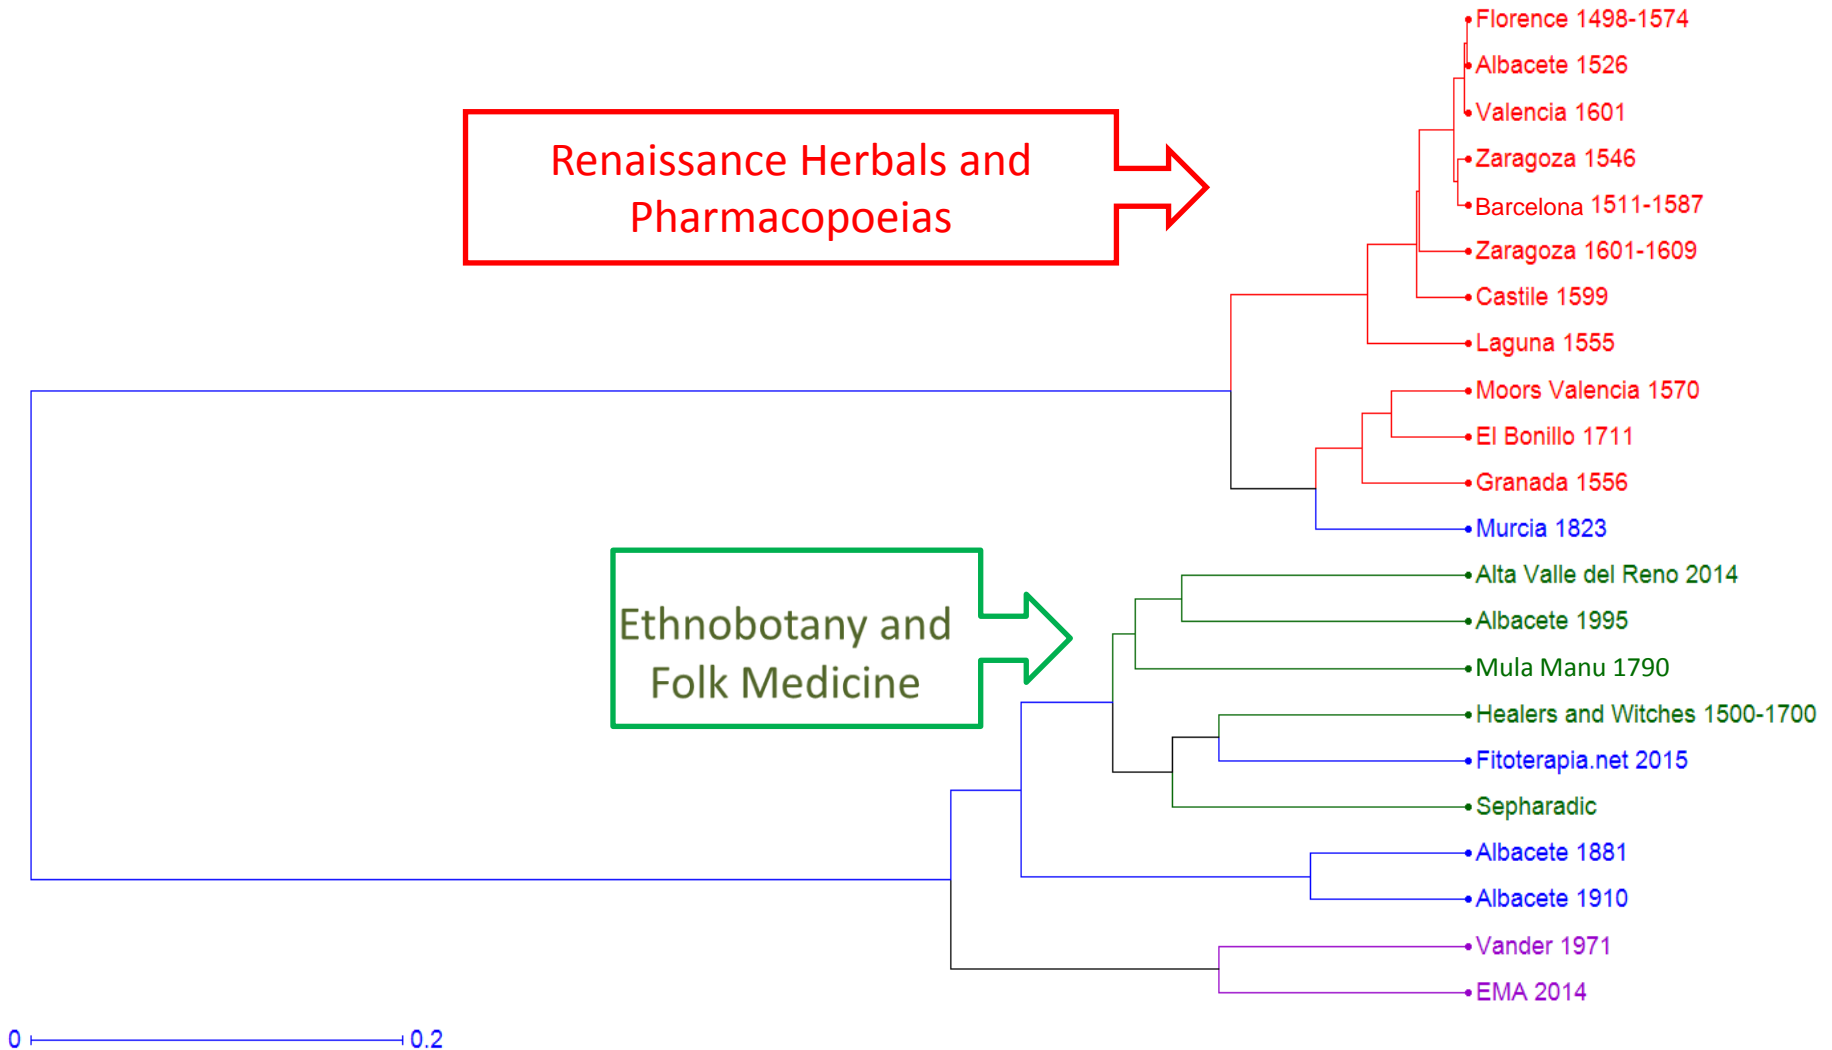 Florence 1498-1574
Albacete 1526
Valencia 1601
Zaragoza 1546
Barcelona 1511-1587
Zaragoza 1601-1609
Castile 1599
Laguna 1555
Moors Valencia 1570
El Bonillo 1711
Granada 1556
Murcia 1823
Alta Valle del Reno 2014
Albacete 1995
Mula Manu 1790
Healers and Witches 1500-1700
Fitoterapia.net 2015
Sepharadic
Albacete 1881
Albacete 1910
Vander 1971
EMA 2014
Renaissance Herbals and
Pharmacopoeias
Ethnobotany and
Folk Medicine
0 0.2